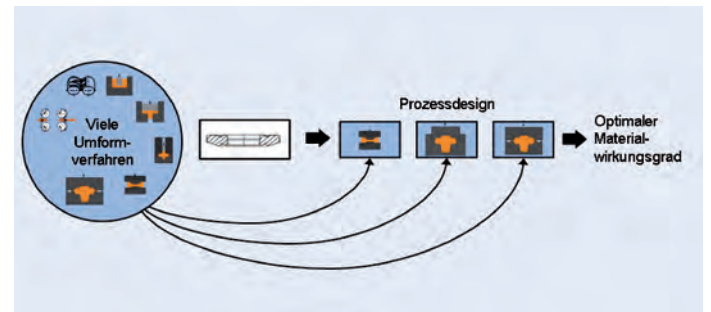 Viele
Umform-
verfahren
Prozessdesign
Optimaler
Material-
wirkungsgrad